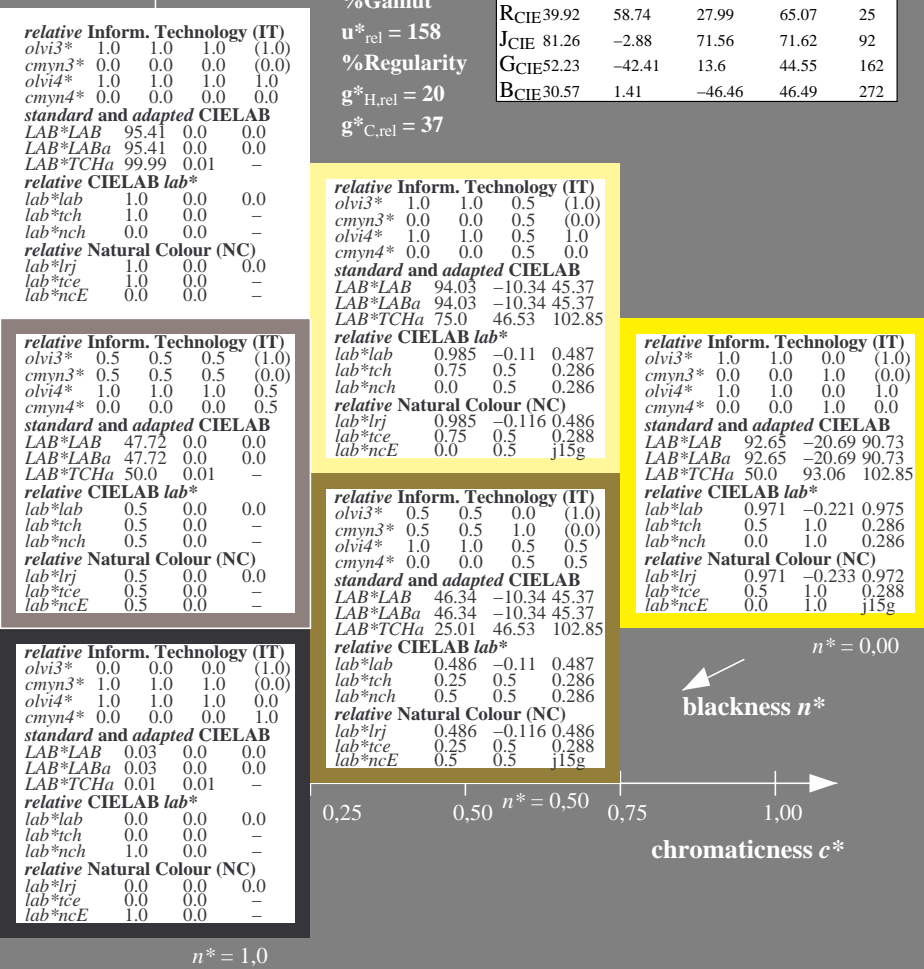 %Gamut
u*rel = 158
%Regularity
g*H,rel = 20
g*C,rel = 37
RCIE 39.92 58.74 27.99 65.07 25
JCIE 81.26 −2.88 71.56 71.62 92
GCIE 52.23 −42.41 13.6 44.55 162
BCIE 30.57 1.41 −46.46 46.49 272
relative Inform. Technology (IT)
olvi3* 1.0 1.0 1.0 (1.0)
cmyn3* 0.0 0.0 0.0 (0.0)
olvi4* 1.0 1.0 1.0 1.0
cmyn4* 0.0 0.0 0.0 0.0
standard and adapted CIELAB
LAB*LAB 95.41 0.0 0.0
LAB*LABa 95.41 0.0 0.0
LAB*TCHa 99.99 0.01 –
relative CIELAB lab*
lab*lab 1.0 0.0 0.0
lab*tch 1.0 0.0 –
lab*nch 0.0 0.0 –
relative Natural Colour (NC)
lab*lrj 1.0 0.0 0.0
lab*tce 1.0 0.0 –
lab*ncE 0.0 0.0 –
relative Inform. Technology (IT)
olvi3* 1.0 1.0 0.5 (1.0)
cmyn3* 0.0 0.0 0.5 (0.0)
olvi4* 1.0 1.0 0.5 1.0
cmyn4* 0.0 0.0 0.5 0.0
standard and adapted CIELAB
LAB*LAB 94.03 −10.34 45.37
LAB*LABa 94.03 −10.34 45.37
LAB*TCHa 75.0 46.53 102.85
relative CIELAB lab*
lab*lab 0.985 −0.11 0.487
lab*tch 0.75 0.5 0.286
lab*nch 0.0 0.5 0.286
relative Natural Colour (NC)
lab*lrj 0.985 −0.116 0.486
lab*tce 0.75 0.5 0.288
lab*ncE 0.0 0.5 j15g
relative Inform. Technology (IT)
olvi3* 0.5 0.5 0.5 (1.0)
cmyn3* 0.5 0.5 0.5 (0.0)
olvi4* 1.0 1.0 1.0 0.5
cmyn4* 0.0 0.0 0.0 0.5
standard and adapted CIELAB
LAB*LAB 47.72 0.0 0.0
LAB*LABa 47.72 0.0 0.0
LAB*TCHa 50.0 0.01 –
relative CIELAB lab*
lab*lab 0.5 0.0 0.0
lab*tch 0.5 0.0 –
lab*nch 0.5 0.0 –
relative Natural Colour (NC)
lab*lrj 0.5 0.0 0.0
lab*tce 0.5 0.0 –
lab*ncE 0.5 0.0 –
relative Inform. Technology (IT)
olvi3* 1.0 1.0 0.0 (1.0)
cmyn3* 0.0 0.0 1.0 (0.0)
olvi4* 1.0 1.0 0.0 1.0
cmyn4* 0.0 0.0 1.0 0.0
standard and adapted CIELAB
LAB*LAB 92.65 −20.69 90.73
LAB*LABa 92.65 −20.69 90.73
LAB*TCHa 50.0 93.06 102.85
relative CIELAB lab*
lab*lab 0.971 −0.221 0.975
lab*tch 0.5 1.0 0.286
lab*nch 0.0 1.0 0.286
relative Natural Colour (NC)
lab*lrj 0.971 −0.233 0.972
lab*tce 0.5 1.0 0.288
lab*ncE 0.0 1.0 j15g
relative Inform. Technology (IT)
olvi3* 0.5 0.5 0.0 (1.0)
cmyn3* 0.5 0.5 1.0 (0.0)
olvi4* 1.0 1.0 0.5 0.5
cmyn4* 0.0 0.0 0.5 0.5
standard and adapted CIELAB
LAB*LAB 46.34 −10.34 45.37
LAB*LABa 46.34 −10.34 45.37
LAB*TCHa 25.01 46.53 102.85
relative CIELAB lab*
lab*lab 0.486 −0.11 0.487
lab*tch 0.25 0.5 0.286
lab*nch 0.5 0.5 0.286
relative Natural Colour (NC)
lab*lrj 0.486 −0.116 0.486
lab*tce 0.25 0.5 0.288
lab*ncE 0.5 0.5 j15g
relative Inform. Technology (IT)
olvi3* 0.0 0.0 0.0 (1.0)
cmyn3* 1.0 1.0 1.0 (0.0)
olvi4* 1.0 1.0 1.0 0.0
cmyn4* 0.0 0.0 0.0 1.0
standard and adapted CIELAB
LAB*LAB 0.03 0.0 0.0
LAB*LABa 0.03 0.0 0.0
LAB*TCHa 0.01 0.01 –
relative CIELAB lab*
lab*lab 0.0 0.0 0.0
lab*tch 0.0 0.0 –
lab*nch 1.0 0.0 –
relative Natural Colour (NC)
lab*lrj 0.0 0.0 0.0
lab*tce 0.0 0.0 –
lab*ncE 1.0 0.0 –
n* = 0,00
blackness n*
n* = 0,50
0,25 0,50 0,75 1,00
chromaticness c*
n* = 1,0